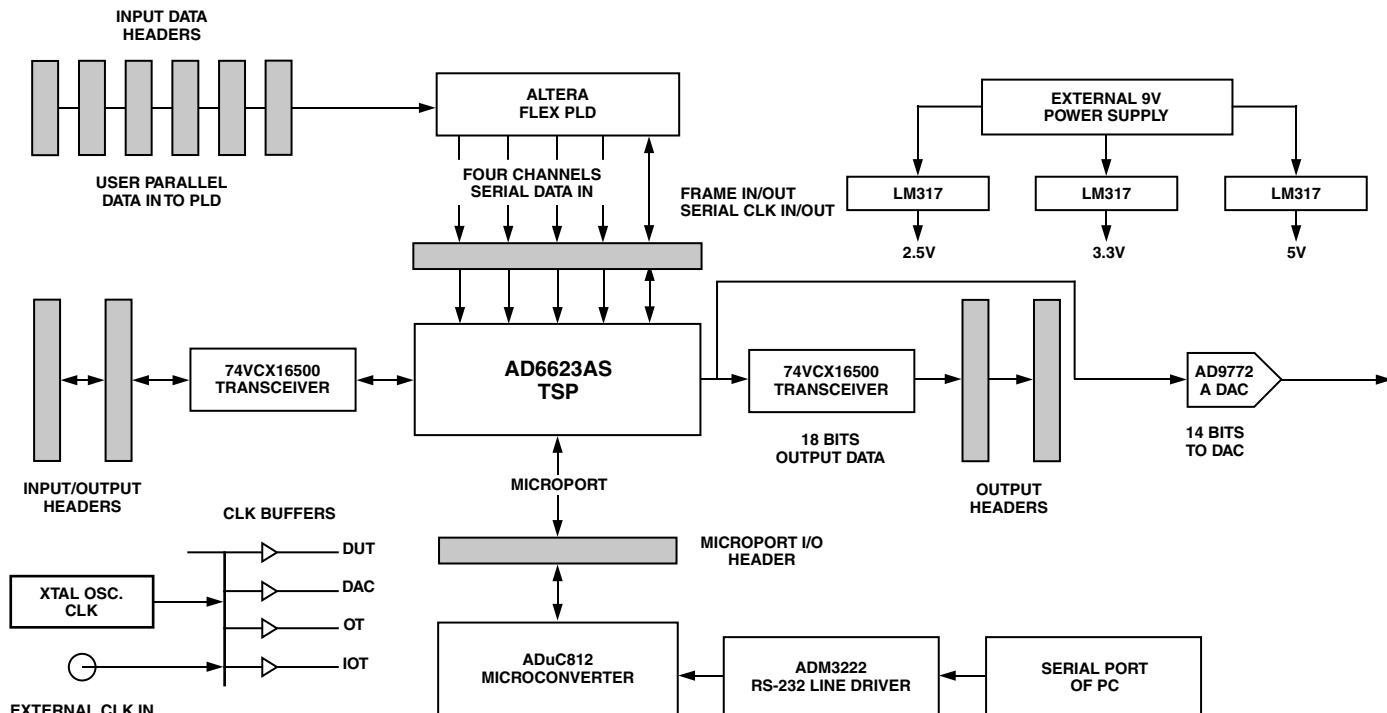 INPUT DATA
HEADERS
ALTERA
FLEX PLD
EXTERNAL 9V
POWER SUPPLY
USER PARALLEL
DATA INTO PLD
FOUR CHANNELS
SERIAL DATA IN
FRAME IN/OUT
SERIAL CLK IN/OUT
LM317
LM317
LM317
2.5V
3.3V
5V
74VCX16500
TRANSCEIVER
AD6623AS
TSP
74VCX16500
TRANSCEIVER
AD9772
A DAC
18 BITS
OUTPUT DATA
14 BITS
TO DAC
INPUT/OUTPUT
HEADERS
MICROPORT
OUTPUT
HEADERS
CLK BUFFERS
DUT
DAC
OT
IOT
XTAL OSC.
CLK
EXTERNAL CLK IN
MICROPORT I/O
HEADER
ADuC812
MICROCONVERTER
ADM3222
RS-232 LINE DRIVER
SERIAL PORT
OF PC